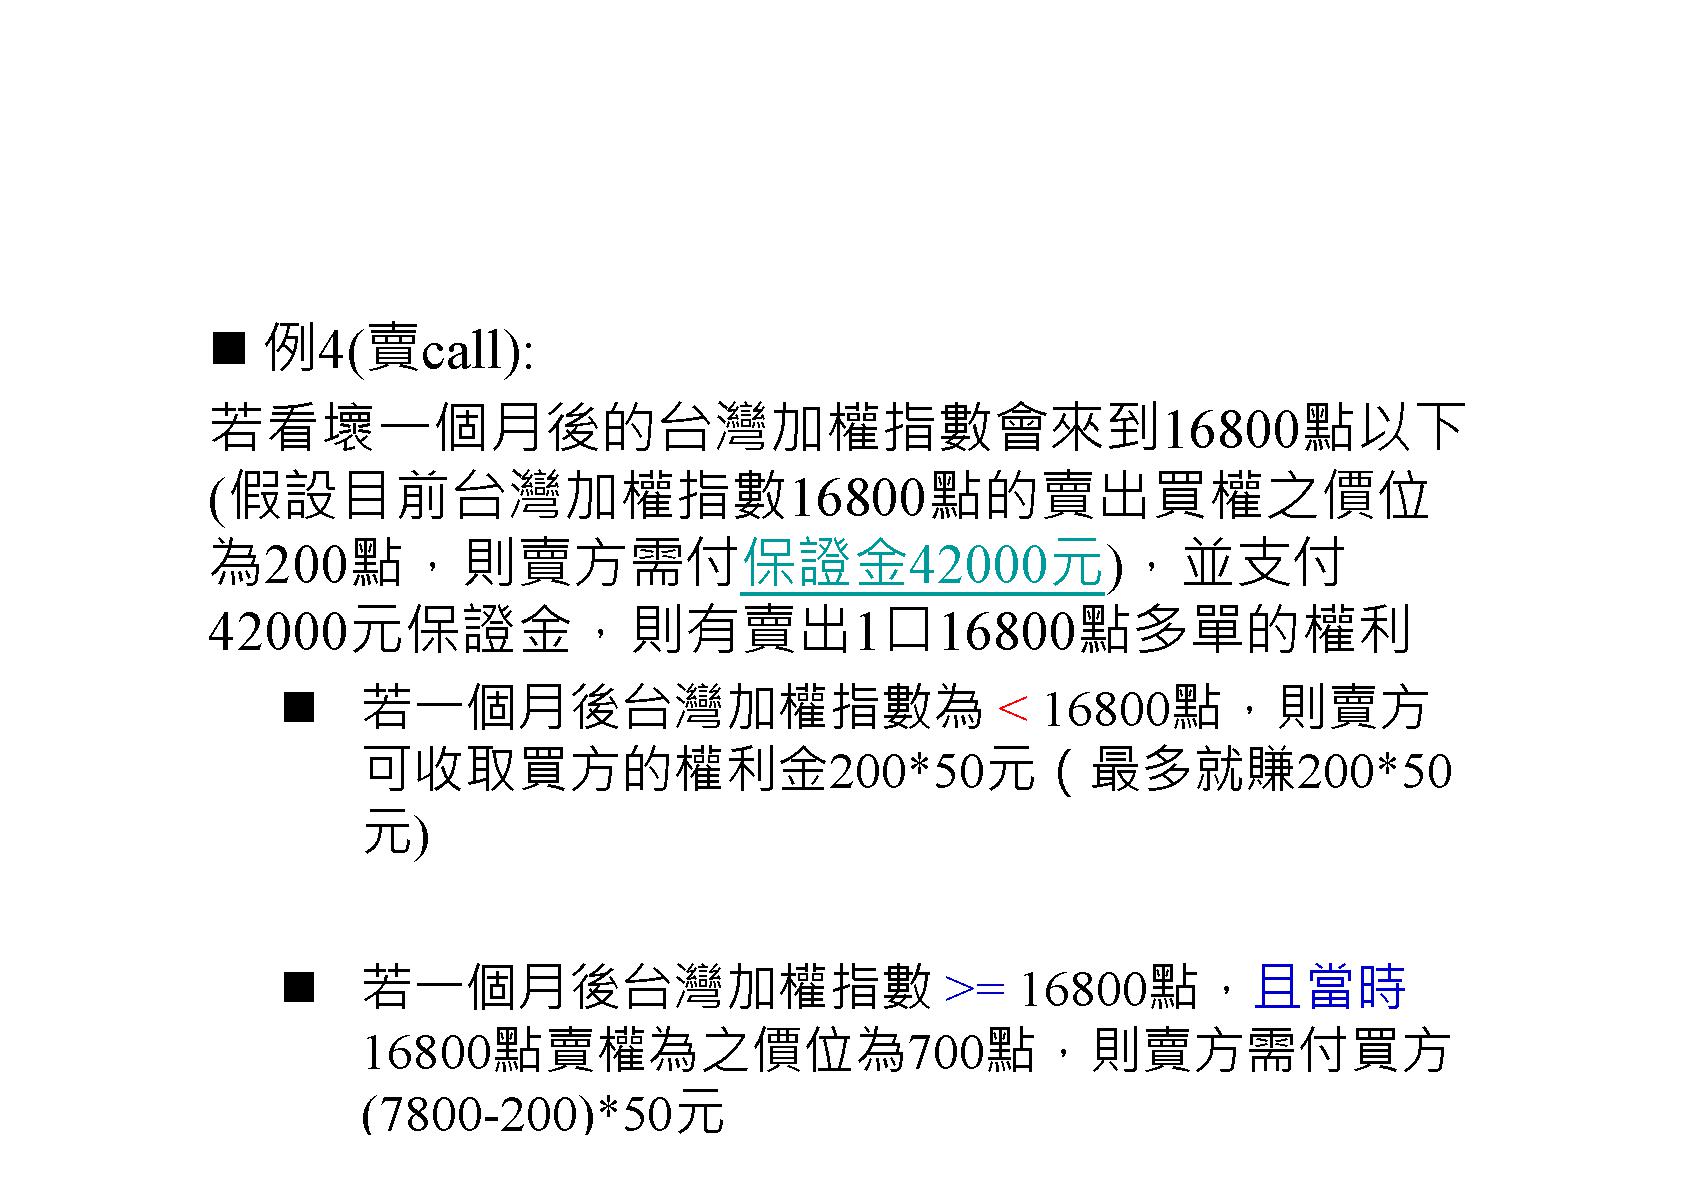 ■ 例4(賣call):
若看壞一個月後的台灣加權指數會來到16800點以下
(假設目前台灣加權指數16800點的賣出買權之價位
為200點，則賣方需付保證金42000元)，並支付
42000元保證金，則有賣出1口16800點多單的權利
■ 若一個月後台灣加權指數為 < 16800點，則賣方
可收取買方的權利金200*50元（最多就賺200*50
元)
■ 若一個月後台灣加權指數 >= 16800點，且當時
16800點賣權為之價位為700點，則賣方需付買方
(7800-200)*50元